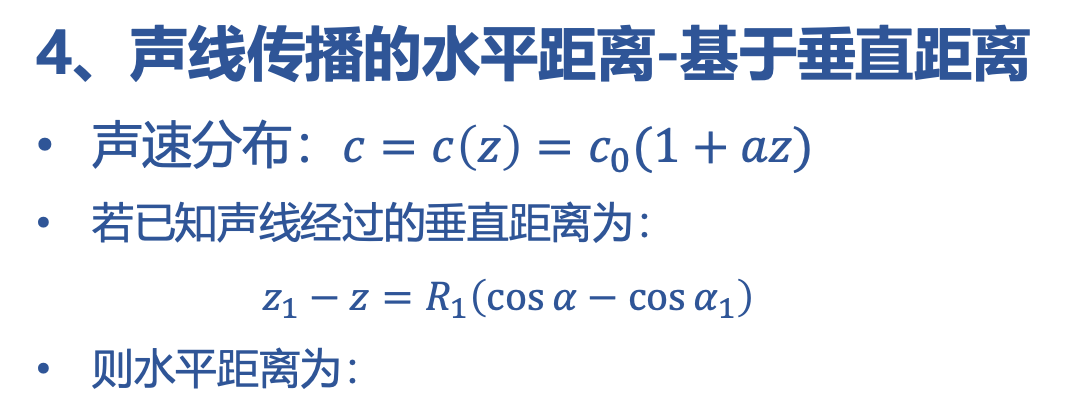 4、声线传播的水平距离-基于垂直距离
• 声速分布：c = c(z) = c₀(1 + az)
• 若已知声线经过的垂直距离为：
z₁ − z = R₁(cos α − cos α₁)
• 则水平距离为：